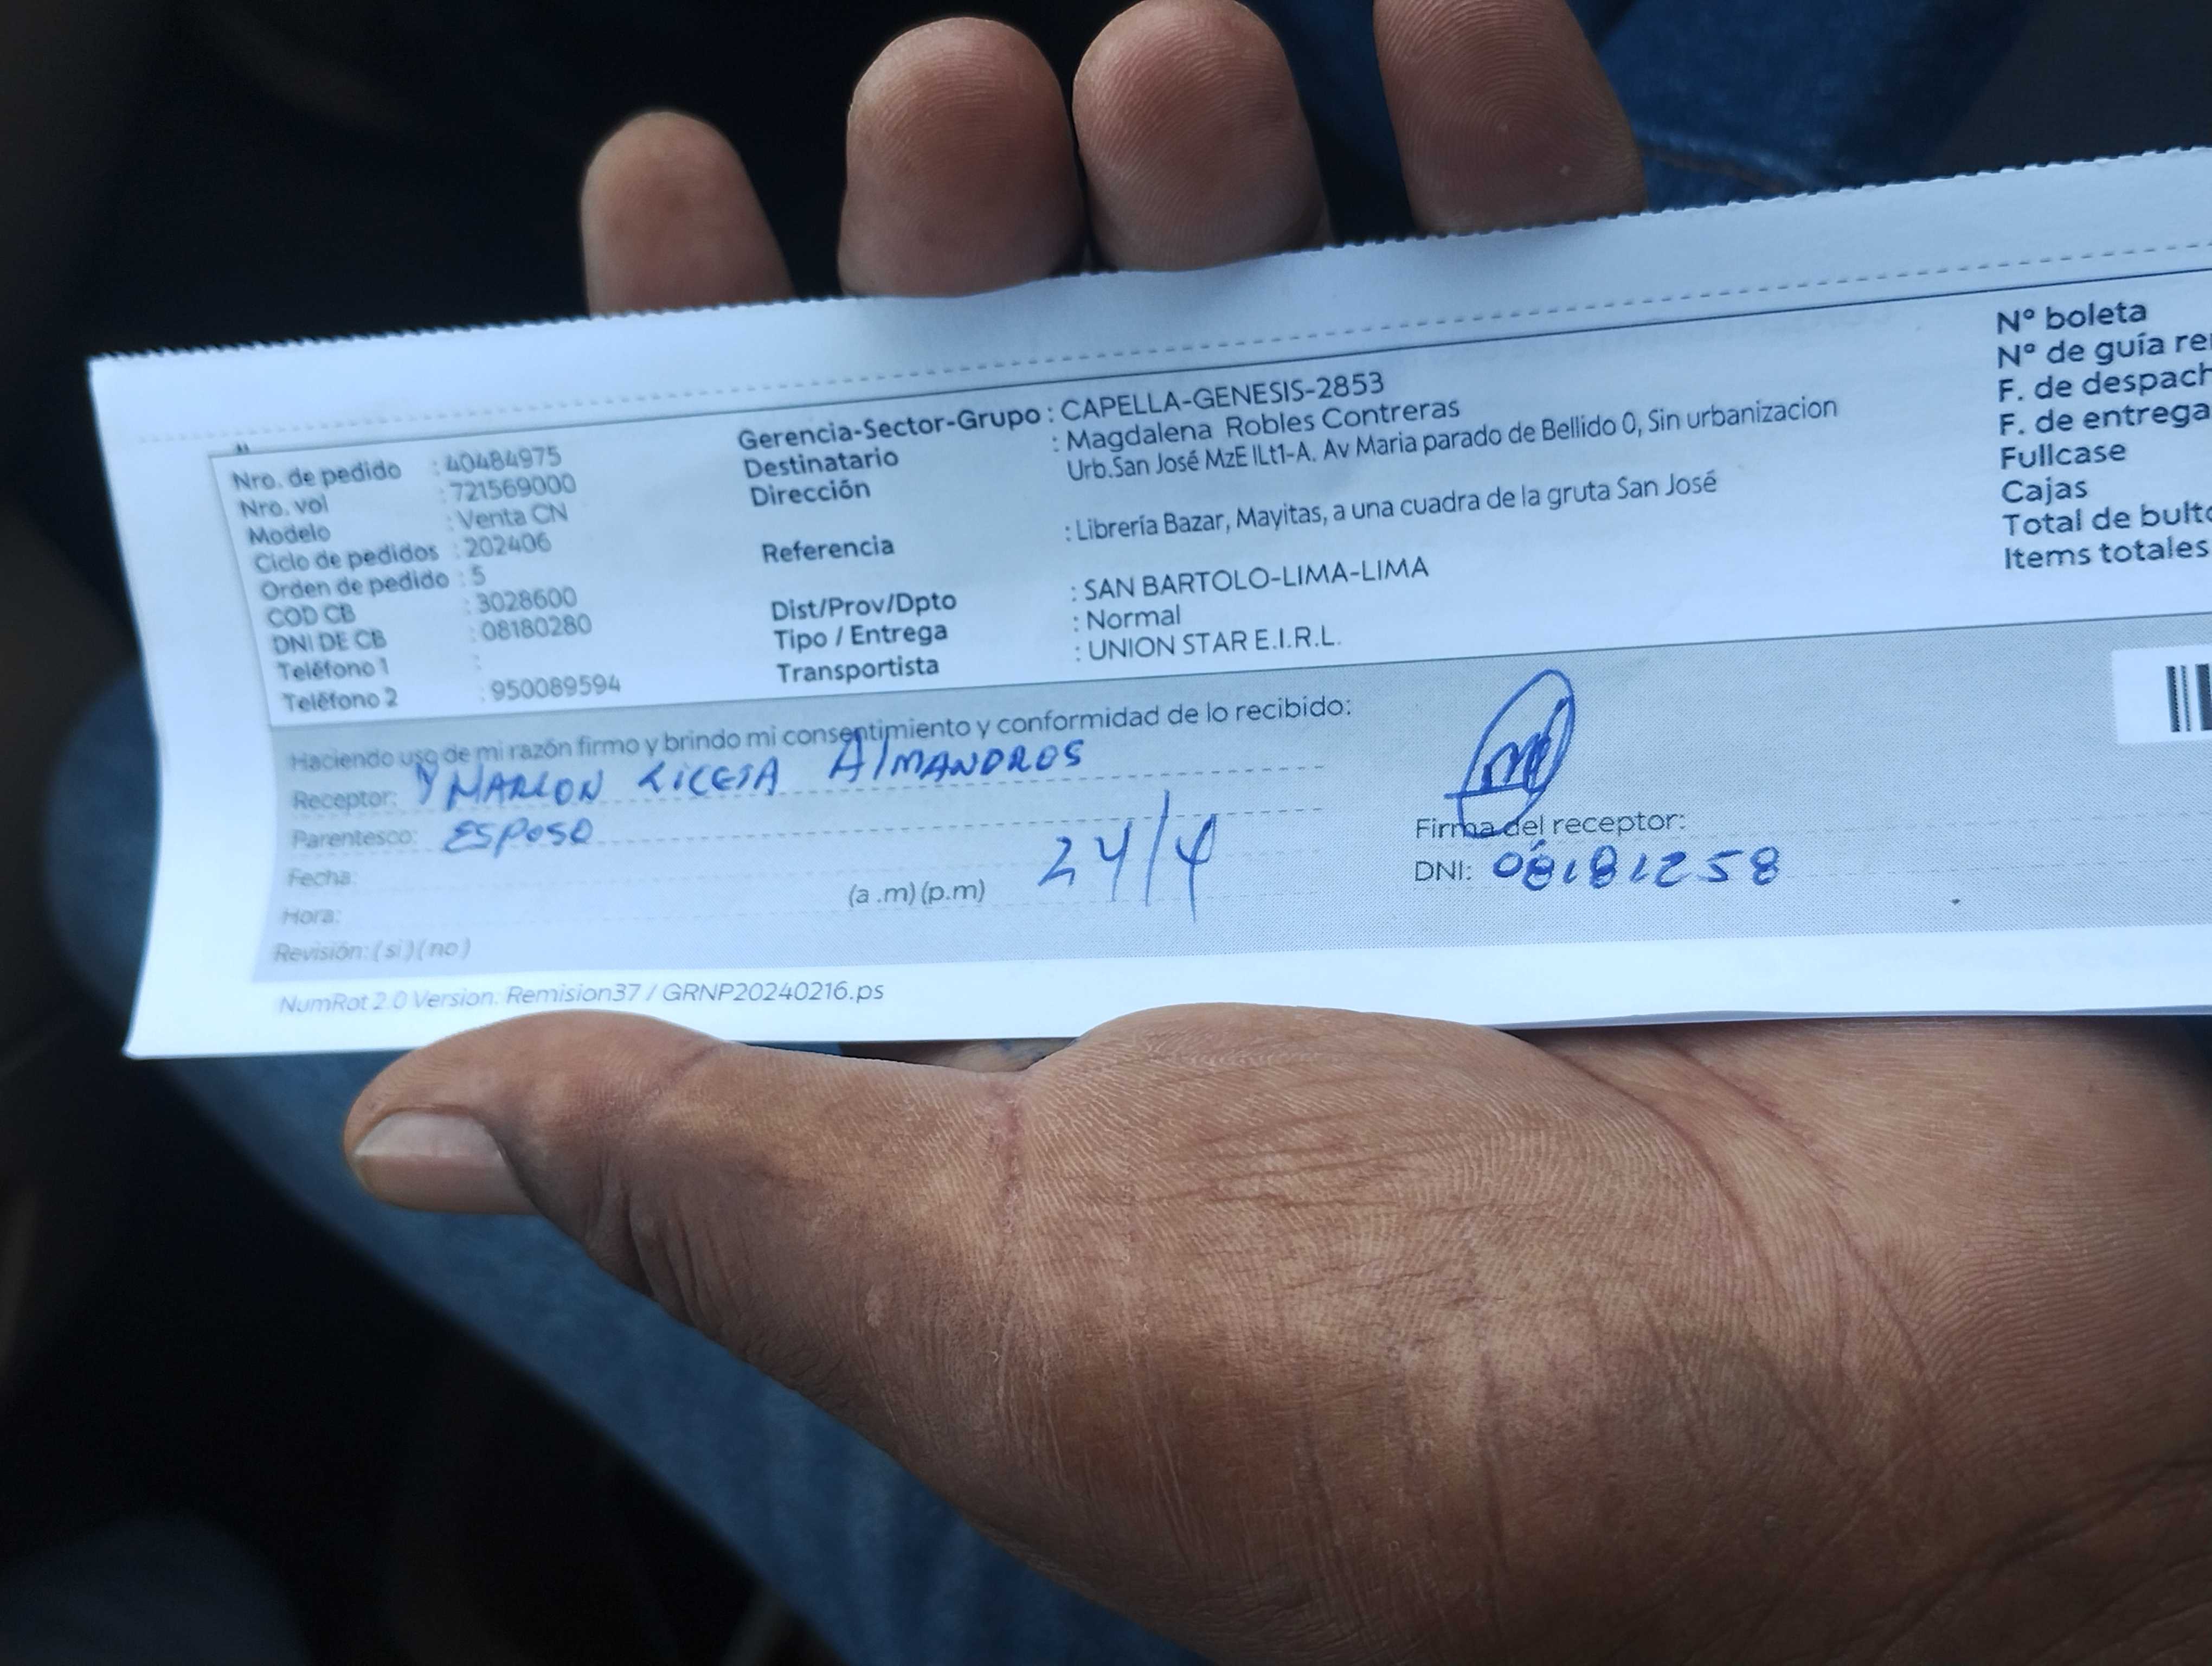 Nro. de pedido : 40484975
Nro. vol : 721569000
Modelo : Venta CN
Ciclo de pedidos : 202406
Orden de pedido : 5
COD CB : 3028600
DNI DE CB : 08180280
Teléfono 1 :
Teléfono 2 : 950089594
Gerencia-Sector-Grupo : CAPELLA-GENESIS-2853
Destinatario : Magdalena Robles Contreras
Dirección Urb.San José MzE lLt1-A. Av Maria parado de Bellido 0, Sin urbanizacion
Referencia : Librería Bazar, Mayitas, a una cuadra de la gruta San José
Dist/Prov/Dpto : SAN BARTOLO-LIMA-LIMA
Tipo / Entrega : Normal
Transportista : UNION STAR E.I.R.L.
Nº boleta
Nº de guía re
F. de despach
F. de entrega
Fullcase
Cajas
Total de bulto
Items totales
Haciendo uso de mi razón firmo y brindo mi consentimiento y conformidad de lo recibido:
Receptor: MARLON AlMANDROS
Parentesco: ESPOSO
Fecha:
24/4
Hora: (a .m) (p.m)
Revisión: ( si ) ( no )
Firma del receptor:
DNI: 08181258
NumRot 2.0 Version: Remision37 / GRNP20240216.ps